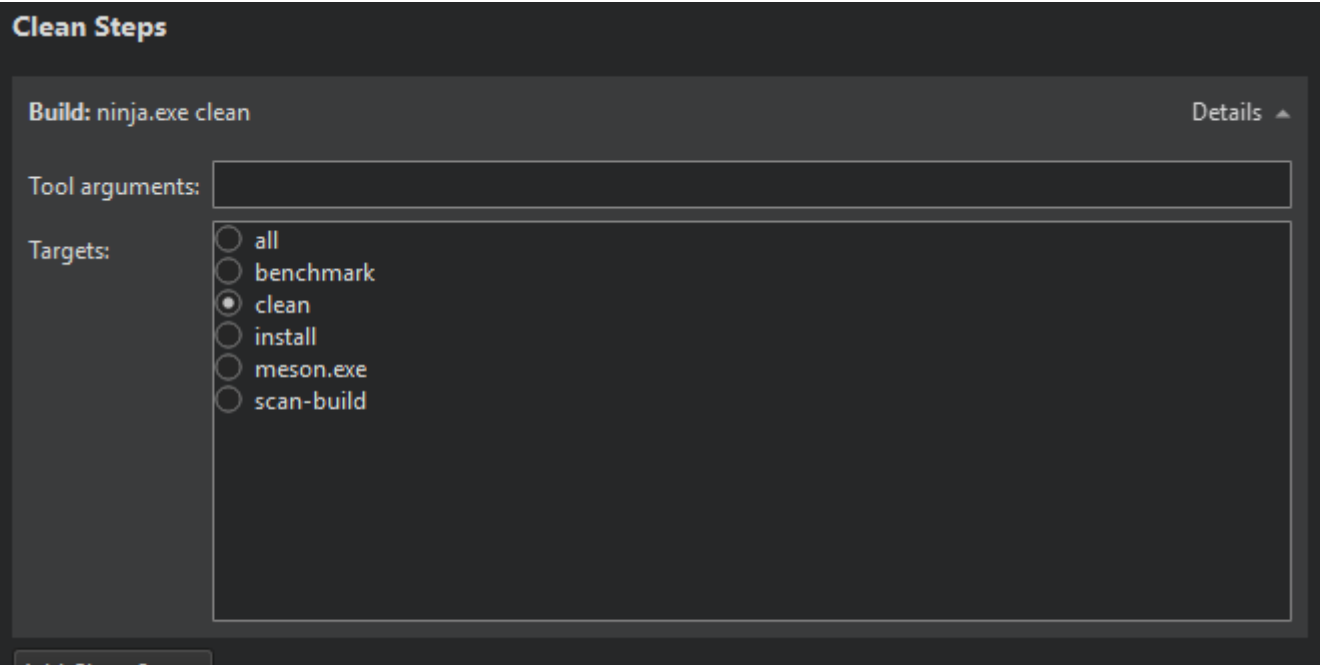 Clean Steps
Build: ninja.exe clean
Details
Tool arguments:
Targets:
all
benchmark
clean
install
meson.exe
scan-build